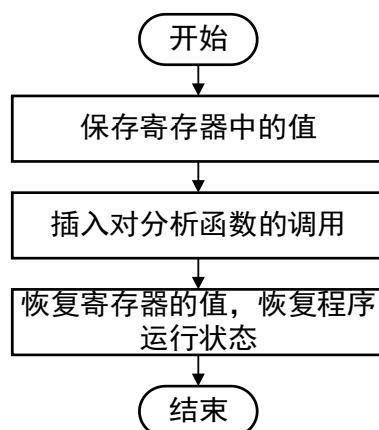 开始
保存寄存器中的值
插入对分析函数的调用
恢复寄存器的值，恢复程序
运行状态
结束